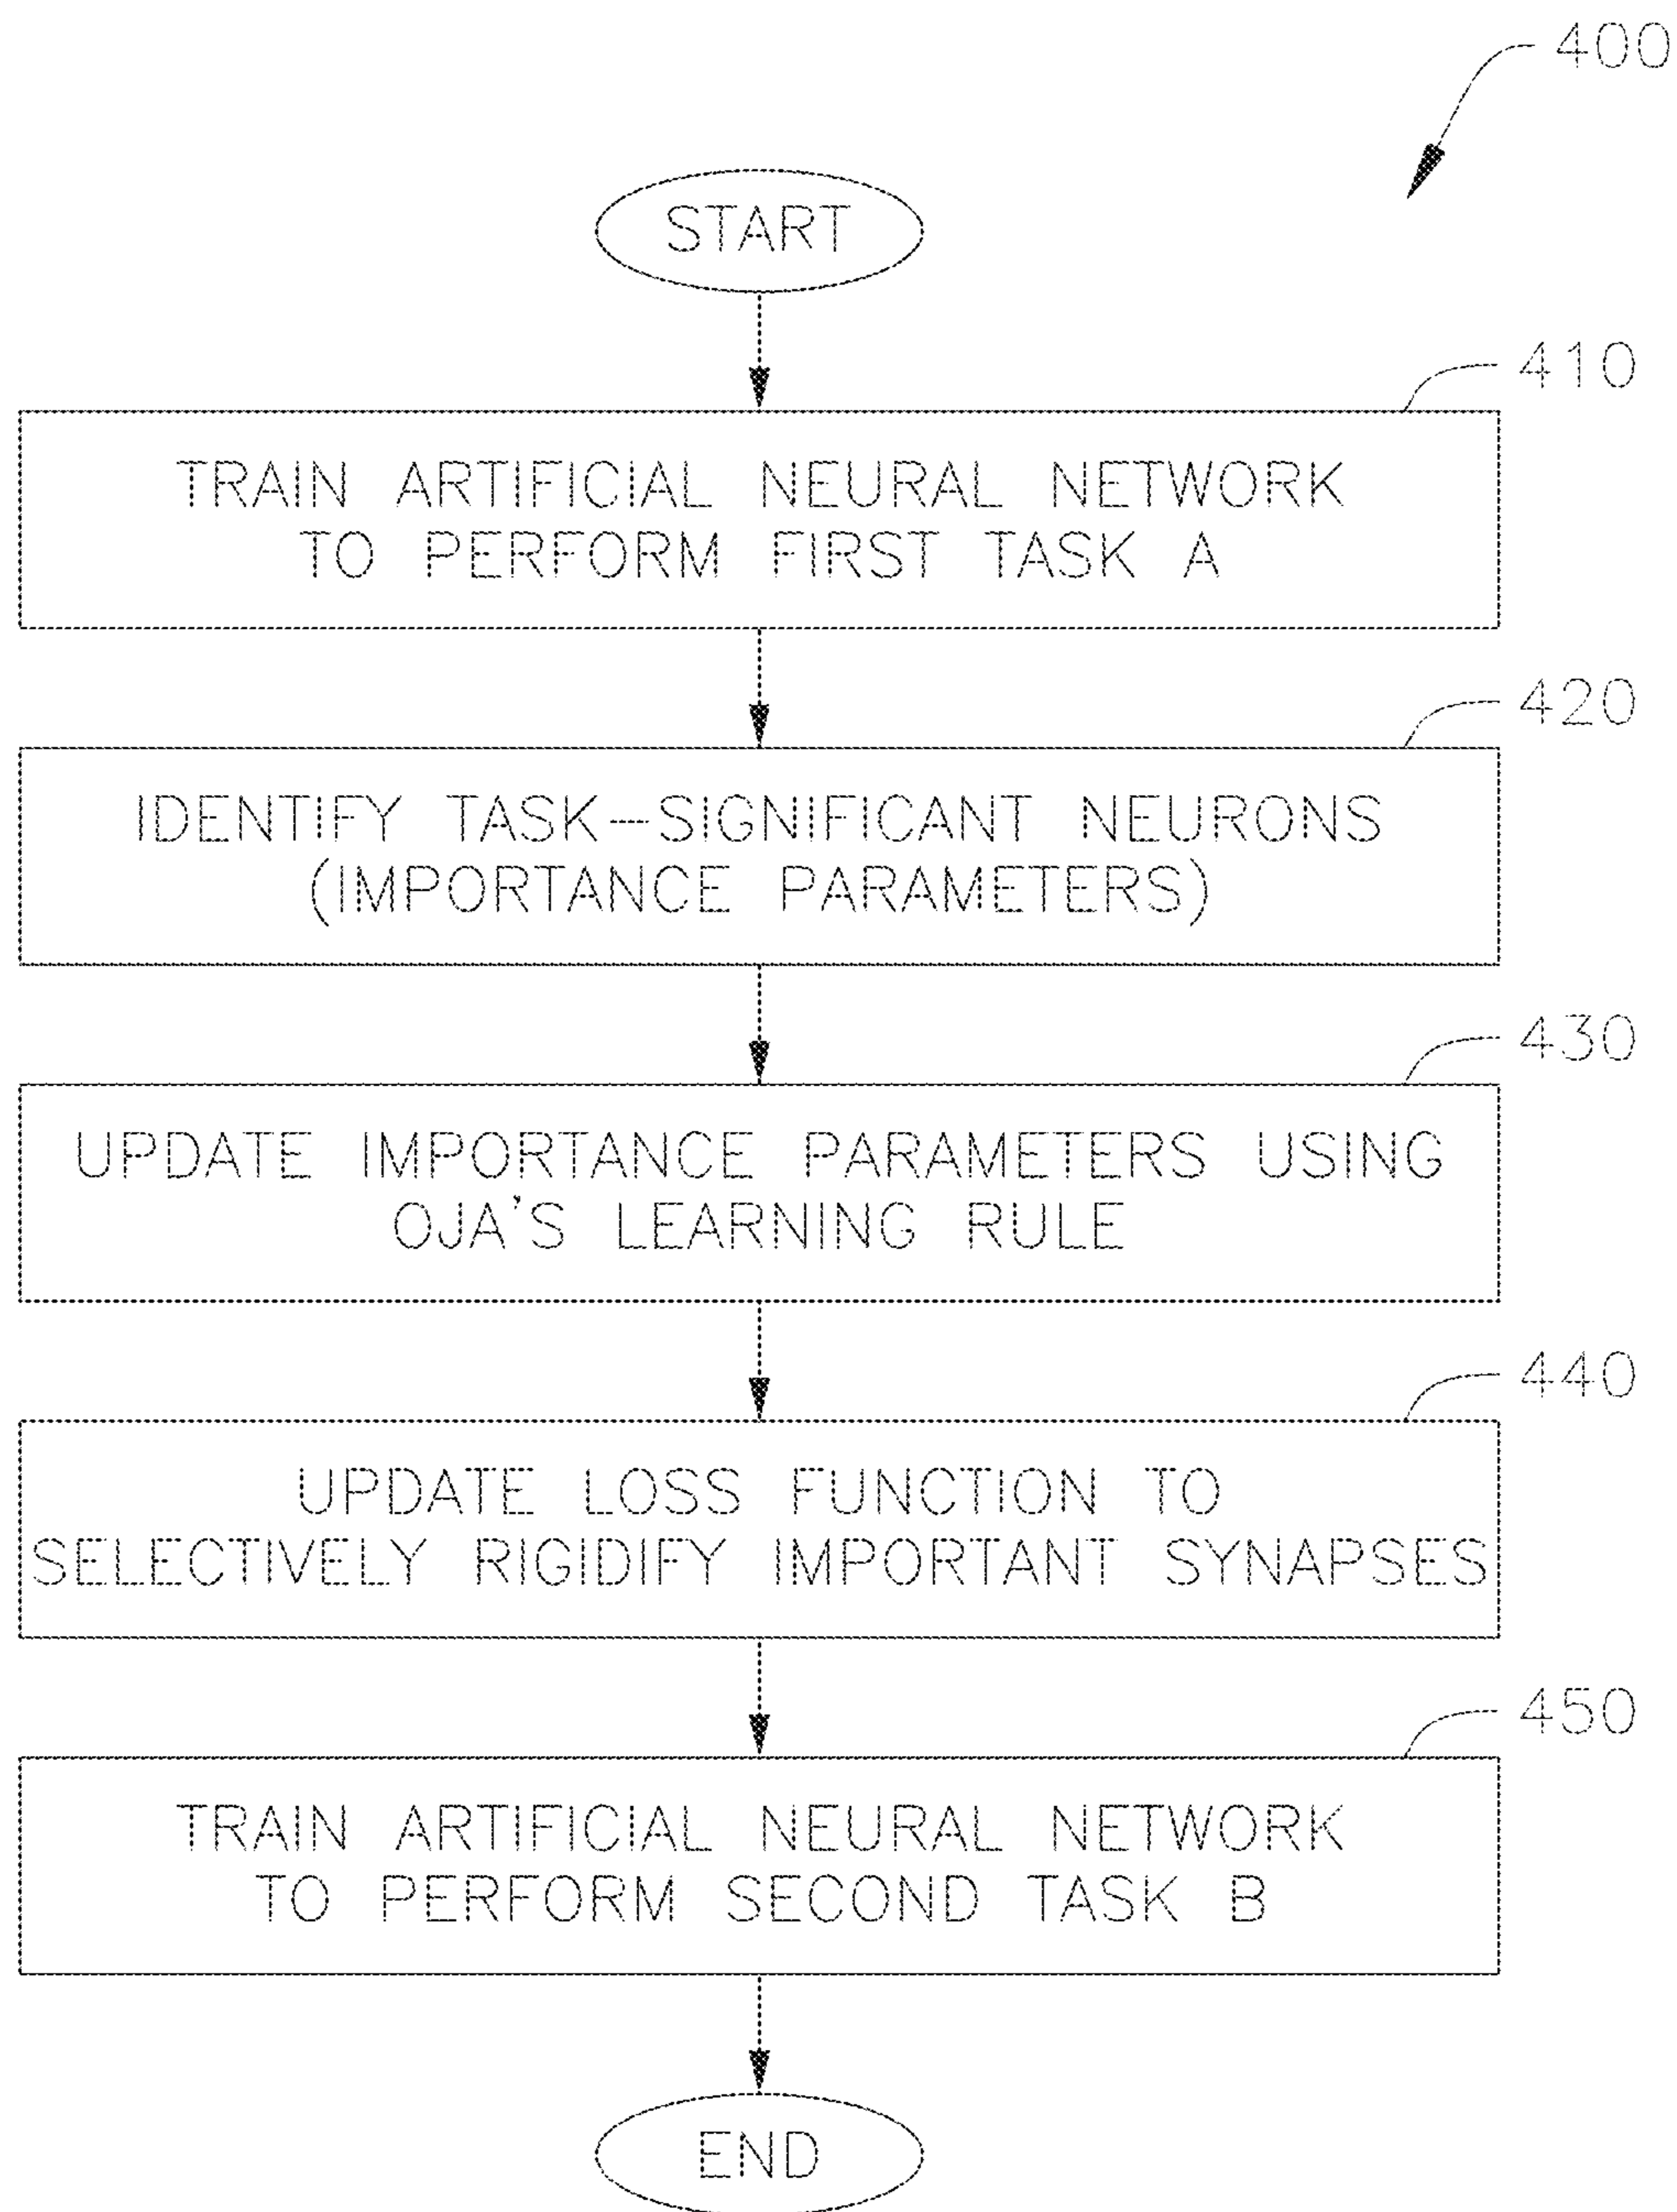 400
START
410
TRAIN ARTIFICIAL NEURAL NETWORK
TO PERFORM FIRST TASK A
420
IDENTIFY TASK–SIGNIFICANT NEURONS
(IMPORTANCE PARAMETERS)
430
UPDATE IMPORTANCE PARAMETERS USING
OJA'S LEARNING RULE
440
UPDATE LOSS FUNCTION TO
SELECTIVELY RIGIDIFY IMPORTANT SYNAPSES
450
TRAIN ARTIFICIAL NEURAL NETWORK
TO PERFORM SECOND TASK B
END